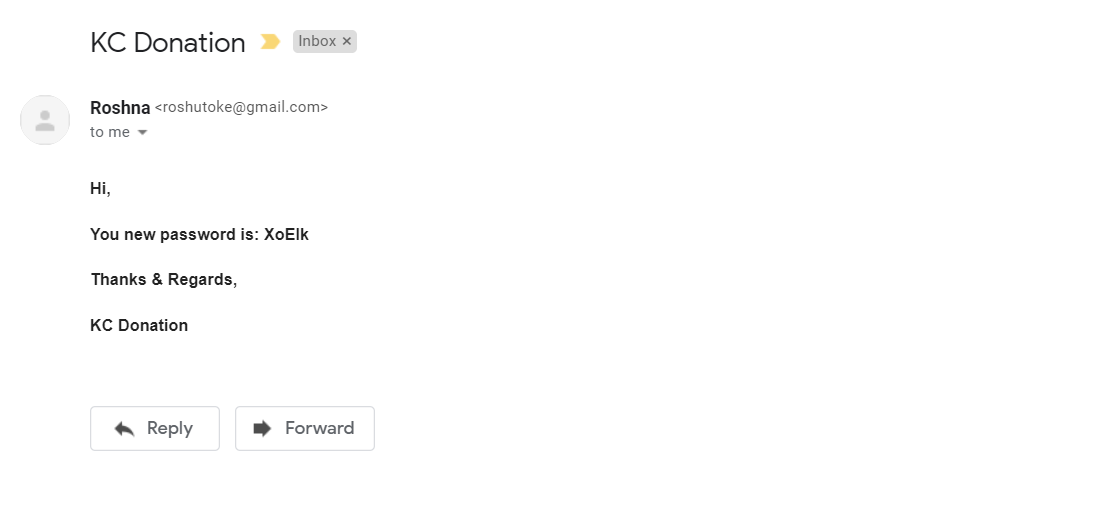 KC Donation Inbox ×
Roshna <roshutoke@gmail.com>
to me
Hi,
You new password is: XoElk
Thanks & Regards,
KC Donation
Reply Forward